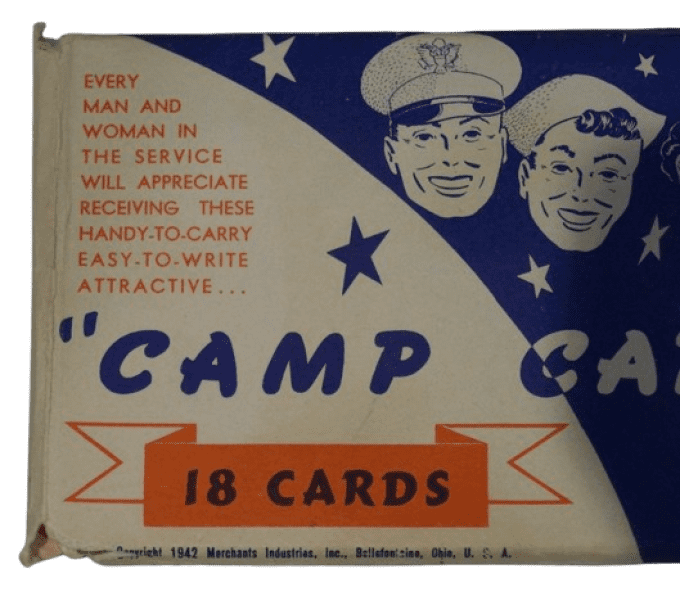 EVERY
MAN AND
WOMAN IN
THE SERVICE
WILL APPRECIATE
RECEIVING THESE
HANDY-TO-CARRY
EASY-TO-WRITE
ATTRACTIVE...
"CAMP CA
18 CARDS
Copyright 1942 Merchants Industries, Inc., Bellefontaine, Ohio, U. S. A.